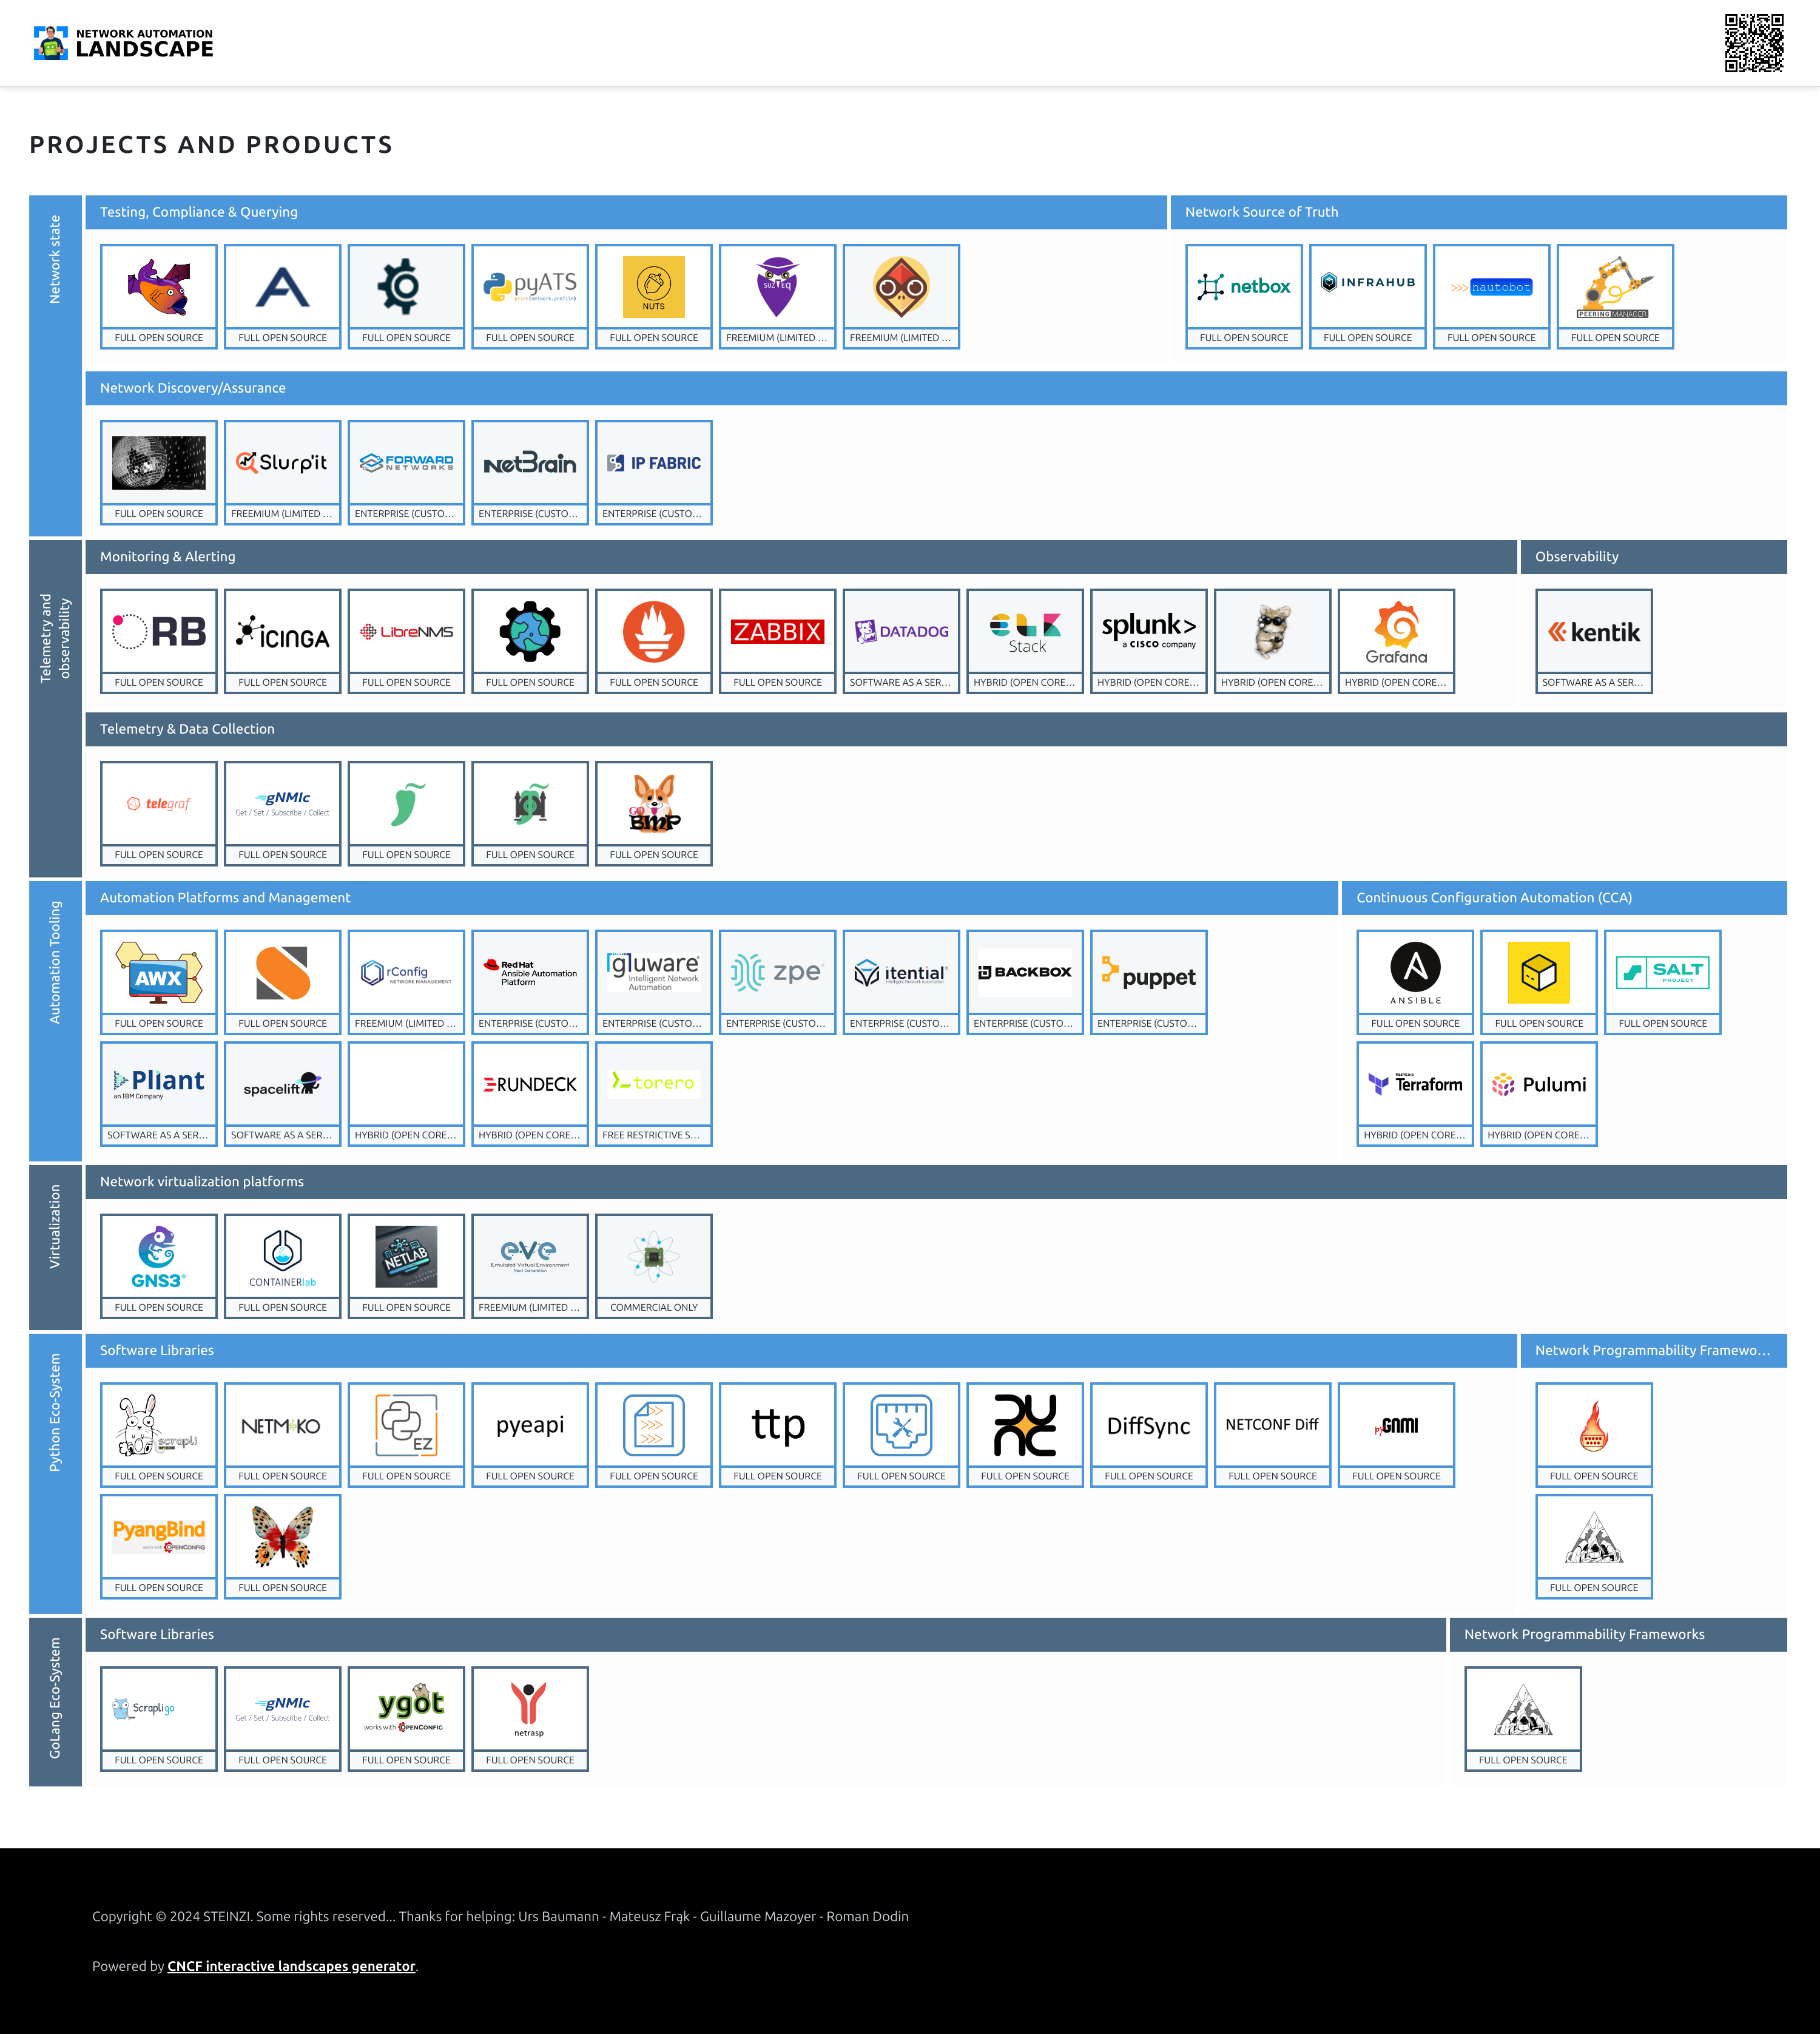 NETWORK AUTOMATION
LANDSCAPE
PROJECTS AND PRODUCTS
Network state
Testing, Compliance & Querying
pyATS
print(network.profile)
NUTS
suzieq
FULL OPEN SOURCE
FULL OPEN SOURCE
FULL OPEN SOURCE
FULL OPEN SOURCE
FULL OPEN SOURCE
FREEMIUM (LIMITED ...
FREEMIUM (LIMITED ...
Network Source of Truth
netbox
INFRAHUB
>>> nautobot
PEERING MANAGER
FULL OPEN SOURCE
FULL OPEN SOURCE
FULL OPEN SOURCE
FULL OPEN SOURCE
Network Discovery/Assurance
Slurp'it
FORWARD
NETWORKS
netBrain
IP FABRIC
FULL OPEN SOURCE
FREEMIUM (LIMITED ...
ENTERPRISE (CUSTO...
ENTERPRISE (CUSTO...
ENTERPRISE (CUSTO...
Telemetry and
observability
Monitoring & Alerting
RB
ICINGA
LibreNMS
ZABBIX
DATADOG
ELK
Stack
splunk>
a CISCO company
Grafana
FULL OPEN SOURCE
FULL OPEN SOURCE
FULL OPEN SOURCE
FULL OPEN SOURCE
FULL OPEN SOURCE
FULL OPEN SOURCE
SOFTWARE AS A SER...
HYBRID (OPEN CORE...
HYBRID (OPEN CORE...
HYBRID (OPEN CORE...
HYBRID (OPEN CORE...
Observability
kentik
SOFTWARE AS A SER...
Telemetry & Data Collection
telegraf
gNMIc
Get / Set / Subscribe / Collect
GO
BMP
FULL OPEN SOURCE
FULL OPEN SOURCE
FULL OPEN SOURCE
FULL OPEN SOURCE
FULL OPEN SOURCE
Automation Tooling
Automation Platforms and Management
AWX
rConfig
NETWORK MANAGEMENT
Red Hat
Ansible Automation
Platform
gluware®
Intelligent Network
Automation
zpe
itential
Intelligent Network Automation
BACKBOX
puppet
FULL OPEN SOURCE
FULL OPEN SOURCE
FREEMIUM (LIMITED ...
ENTERPRISE (CUSTO...
ENTERPRISE (CUSTO...
ENTERPRISE (CUSTO...
ENTERPRISE (CUSTO...
ENTERPRISE (CUSTO...
ENTERPRISE (CUSTO...
Pliant
an IBM Company
spacelift
RUNDECK
torero
SOFTWARE AS A SER...
SOFTWARE AS A SER...
HYBRID (OPEN CORE...
HYBRID (OPEN CORE...
FREE RESTRICTIVE S...
Continuous Configuration Automation (CCA)
ANSIBLE
SALT
PROJECT
FULL OPEN SOURCE
FULL OPEN SOURCE
FULL OPEN SOURCE
HashiCorp
Terraform
Pulumi
HYBRID (OPEN CORE...
HYBRID (OPEN CORE...
Virtualization
Network virtualization platforms
GNS3
CONTAINERlab
NETLAB
eve
Emulated Virtual Environment
Next Generation
FULL OPEN SOURCE
FULL OPEN SOURCE
FULL OPEN SOURCE
FREEMIUM (LIMITED ...
COMMERCIAL ONLY
Python Eco-System
Software Libraries
scrapli
NETMIKO
EZ
pyeapi
ttp
DiffSync
NETCONF Diff
pyGNMI
FULL OPEN SOURCE
FULL OPEN SOURCE
FULL OPEN SOURCE
FULL OPEN SOURCE
FULL OPEN SOURCE
FULL OPEN SOURCE
FULL OPEN SOURCE
FULL OPEN SOURCE
FULL OPEN SOURCE
FULL OPEN SOURCE
FULL OPEN SOURCE
PyangBind
works with OPENCONFIG
FULL OPEN SOURCE
FULL OPEN SOURCE
Network Programmability Framewo...
FULL OPEN SOURCE
FULL OPEN SOURCE
GoLang Eco-System
Software Libraries
Scrapligo
gNMIc
Get / Set / Subscribe / Collect
ygot
works with OPENCONFIG
netrasp
FULL OPEN SOURCE
FULL OPEN SOURCE
FULL OPEN SOURCE
FULL OPEN SOURCE
Network Programmability Frameworks
FULL OPEN SOURCE
Copyright © 2024 STEINZI. Some rights reserved... Thanks for helping: Urs Baumann - Mateusz Frąk - Guillaume Mazoyer - Roman Dodin
Powered by CNCF interactive landscapes generator.